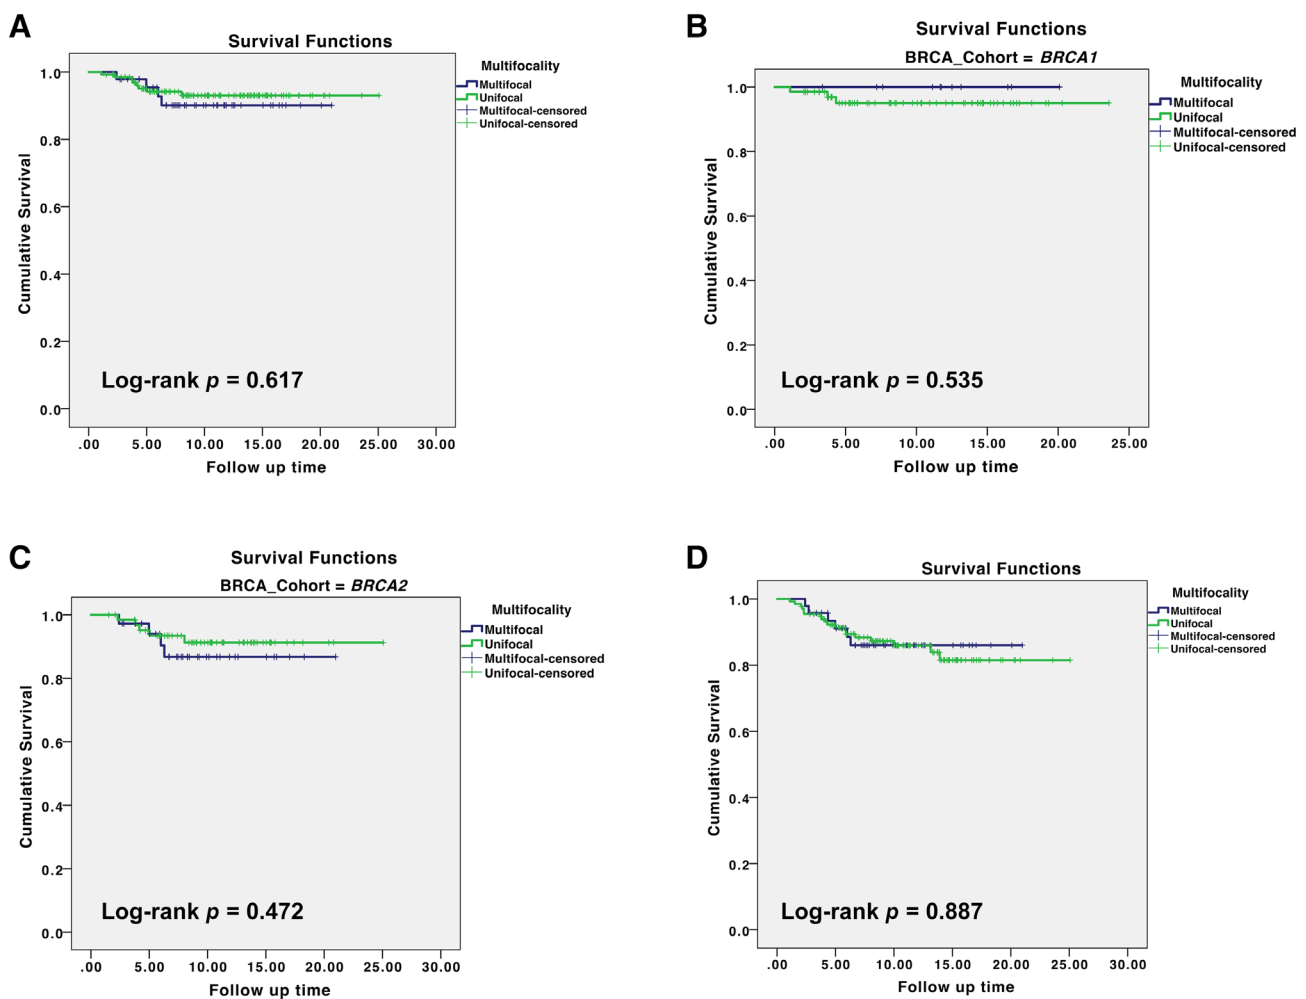 A
Survival Functions
Multifocality
Multifocal
Unifocal
Multifocal-censored
Unifocal-censored
Cumulative Survival
1.0
0.8
0.6
0.4
0.2
0.0
Log-rank p = 0.617
.00 5.00 10.00 15.00 20.00 25.00 30.00
Follow up time
B
Survival Functions
BRCA_Cohort = BRCA1
Multifocality
Multifocal
Unifocal
Multifocal-censored
Unifocal-censored
Cumulative Survival
1.0
0.8
0.6
0.4
0.2
0.0
Log-rank p = 0.535
.00 5.00 10.00 15.00 20.00 25.00
Follow up time
C
Survival Functions
BRCA_Cohort = BRCA2
Multifocality
Multifocal
Unifocal
Multifocal-censored
Unifocal-censored
Cumulative Survival
1.0
0.8
0.6
0.4
0.2
0.0
Log-rank p = 0.472
.00 5.00 10.00 15.00 20.00 25.00 30.00
Follow up time
D
Survival Functions
Multifocality
Multifocal
Unifocal
Multifocal-censored
Unifocal-censored
Cumulative Survival
1.0
0.8
0.6
0.4
0.2
0.0
Log-rank p = 0.887
.00 5.00 10.00 15.00 20.00 25.00 30.00
Follow up time